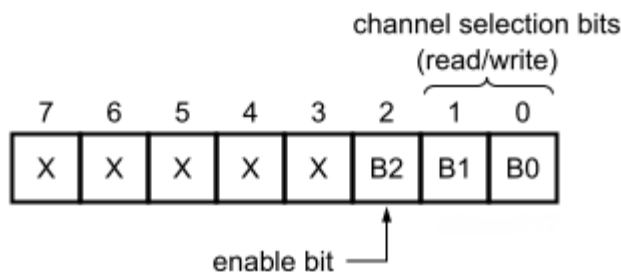 channel selection bits
(read/write)
7 6 5 4 3 2 1 0
X X X X X B2 B1 B0
enable bit